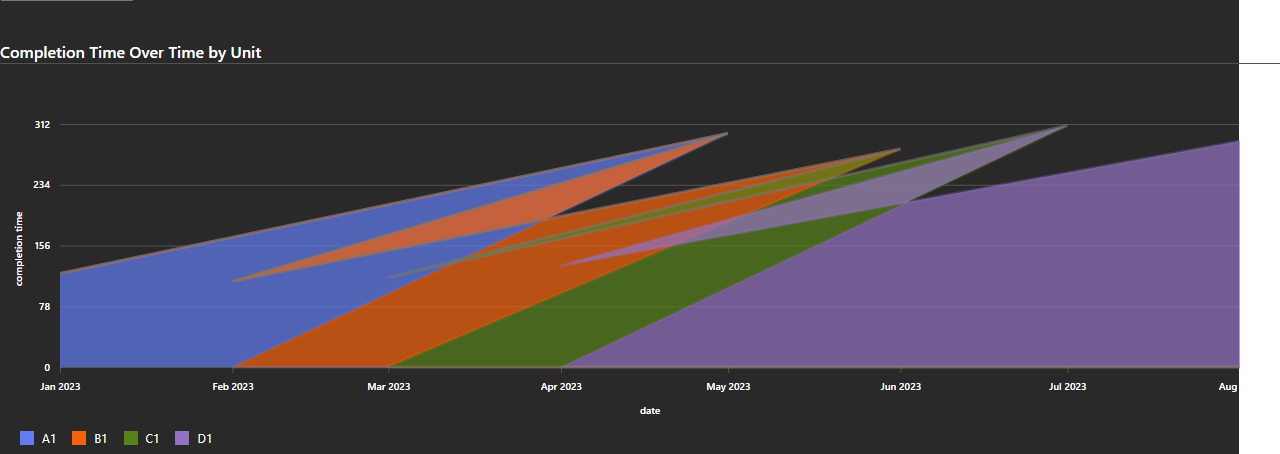 Completion Time Over Time by Unit
312
234
156
78
0
completion time
Jan 2023 Feb 2023 Mar 2023 Apr 2023 May 2023 Jun 2023 Jul 2023 Aug
date
A1 B1 C1 D1